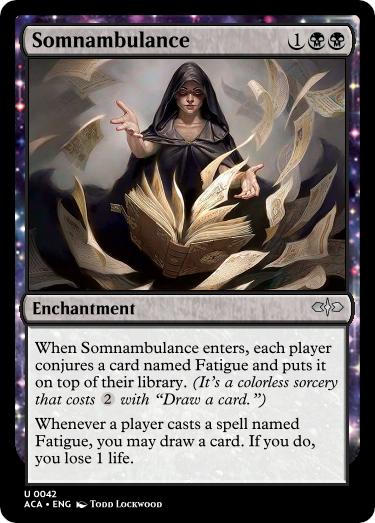 Somnambulance 1
Enchantment
When Somnambulance enters, each player
conjures a card named Fatigue and puts it
on top of their library. (It's a colorless sorcery
that costs 2 with “Draw a card.”)
Whenever a player casts a spell named
Fatigue, you may draw a card. If you do,
you lose 1 life.
U 0042
ACA • ENG Todd Lockwood